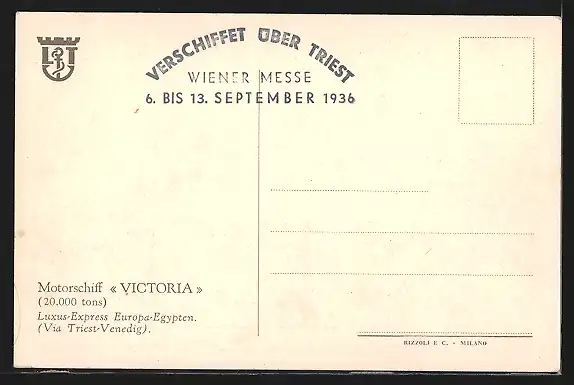 LT
VERSCHIFFET ÜBER TRIEST
WIENER MESSE
6. BIS 13. SEPTEMBER 1936
Motorschiff « VICTORIA »
(20.000 tons)
Luxus-Express Europa-Egypten.
(Via Triest-Venedig).
RIZZOLI E C. - MILANO